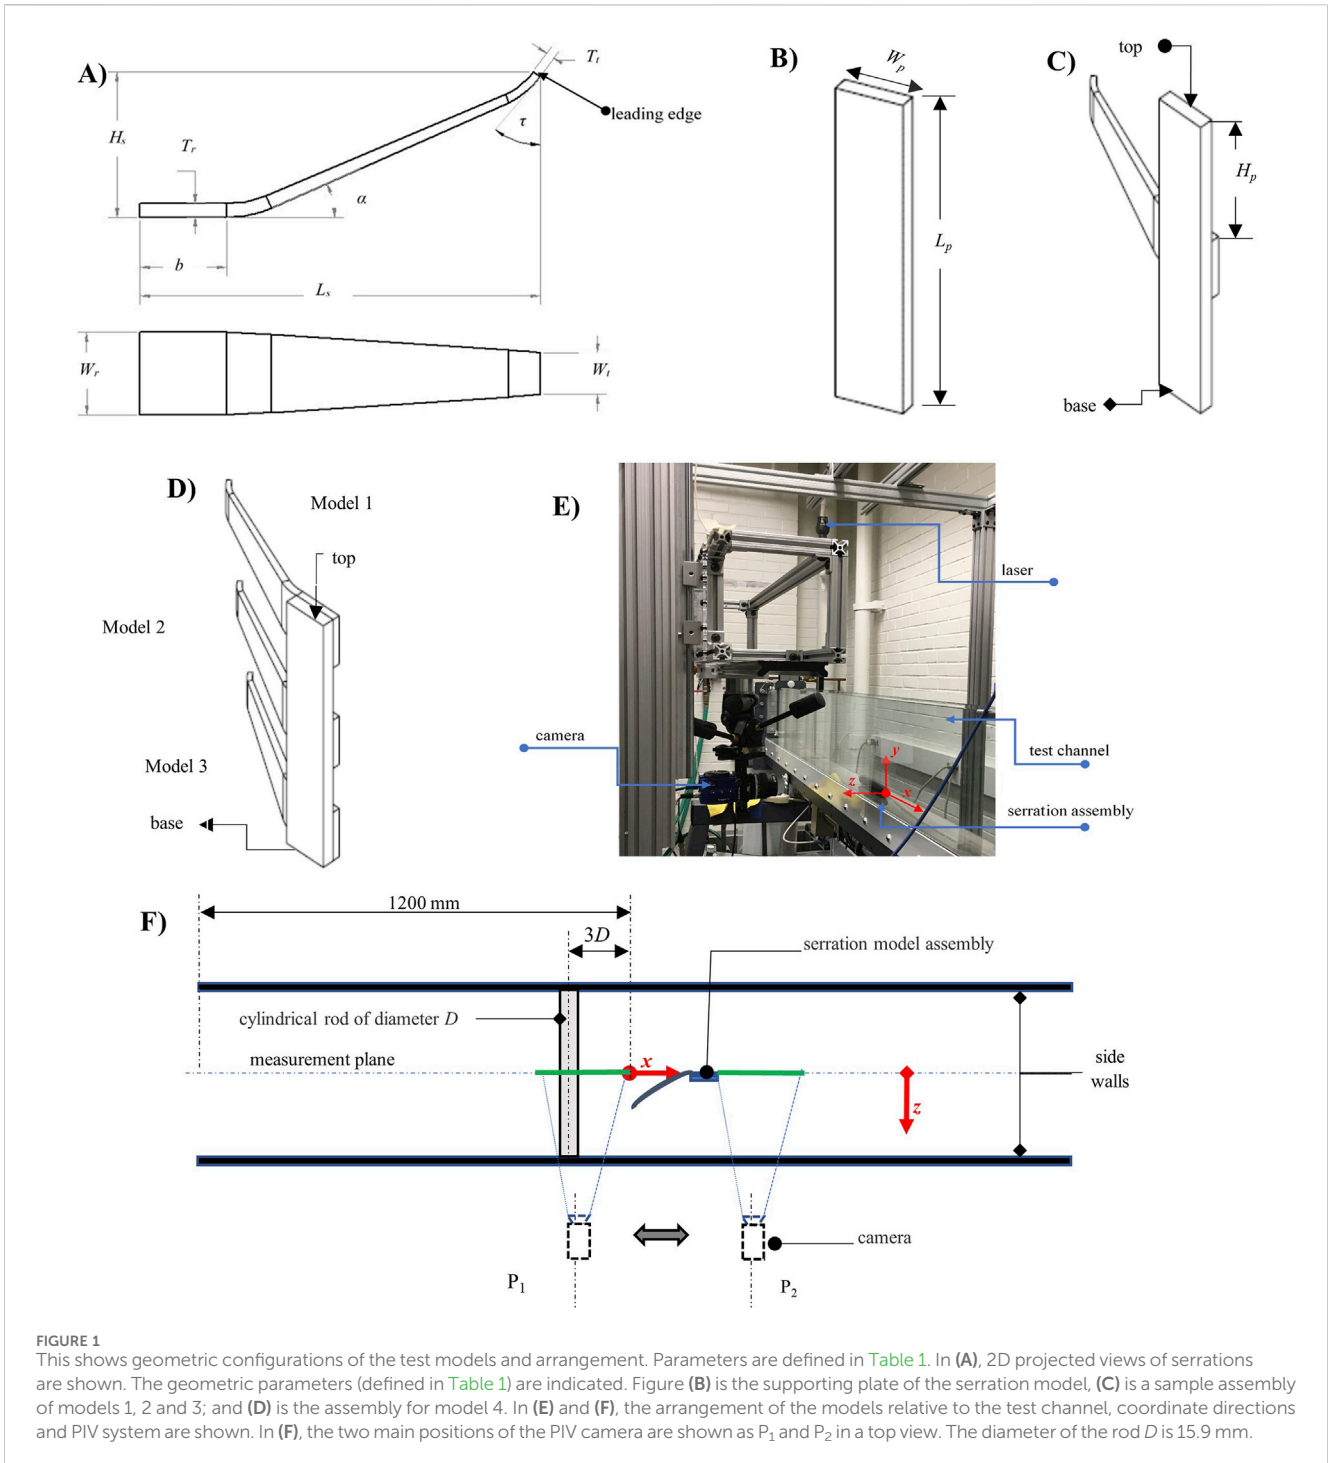 A)
T_t
leading edge
H_s
T_r
τ
α
b
L_s
W_r
W_t
B)
W_p
L_p
C)
top
H_p
base
D)
Model 1
top
Model 2
Model 3
base
E)
laser
camera
test channel
y
z
x
serration assembly
F)
1200 mm
3D
serration model assembly
cylindrical rod of diameter D
measurement plane
x
side
walls
z
camera
P₁
P₂
FIGURE 1
This shows geometric configurations of the test models and arrangement. Parameters are defined in Table 1. In (A), 2D projected views of serrations
are shown. The geometric parameters (defined in Table 1) are indicated. Figure (B) is the supporting plate of the serration model, (C) is a sample assembly
of models 1, 2 and 3; and (D) is the assembly for model 4. In (E) and (F), the arrangement of the models relative to the test channel, coordinate directions
and PIV system are shown. In (F), the two main positions of the PIV camera are shown as P₁ and P₂ in a top view. The diameter of the rod D is 15.9 mm.